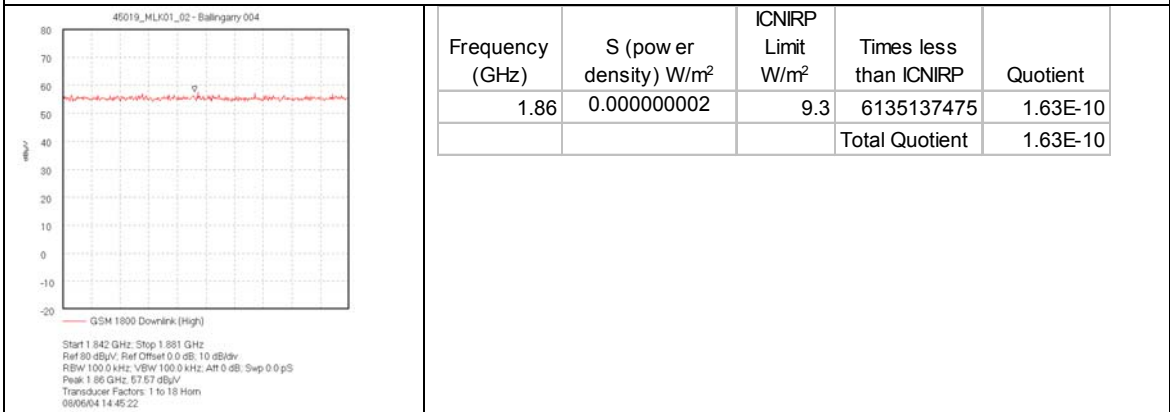 45019_MLK01_02 - Ballingarry 004
80
70
60
50
40
30
20
10
0
-10
-20
dBµV
GSM 1800 Downlink (High)
Start 1.842 GHz; Stop 1.881 GHz
Ref 80 dBµV; Ref Offset 0.0 dB; 10 dB/div
RBW 100.0 kHz; VBW 100.0 kHz; Att 0 dB; Swp 0.0 pS
Peak 1.86 GHz, 57.57 dBµV
Transducer Factors: 1 to 18 Horn
08/06/04 14:45:22
Frequency (GHz) S (power density) W/m² ICNIRP Limit W/m² Times less than ICNIRP Quotient
1.86 0.000000002 9.3 6135137475 1.63E-10
Total Quotient 1.63E-10